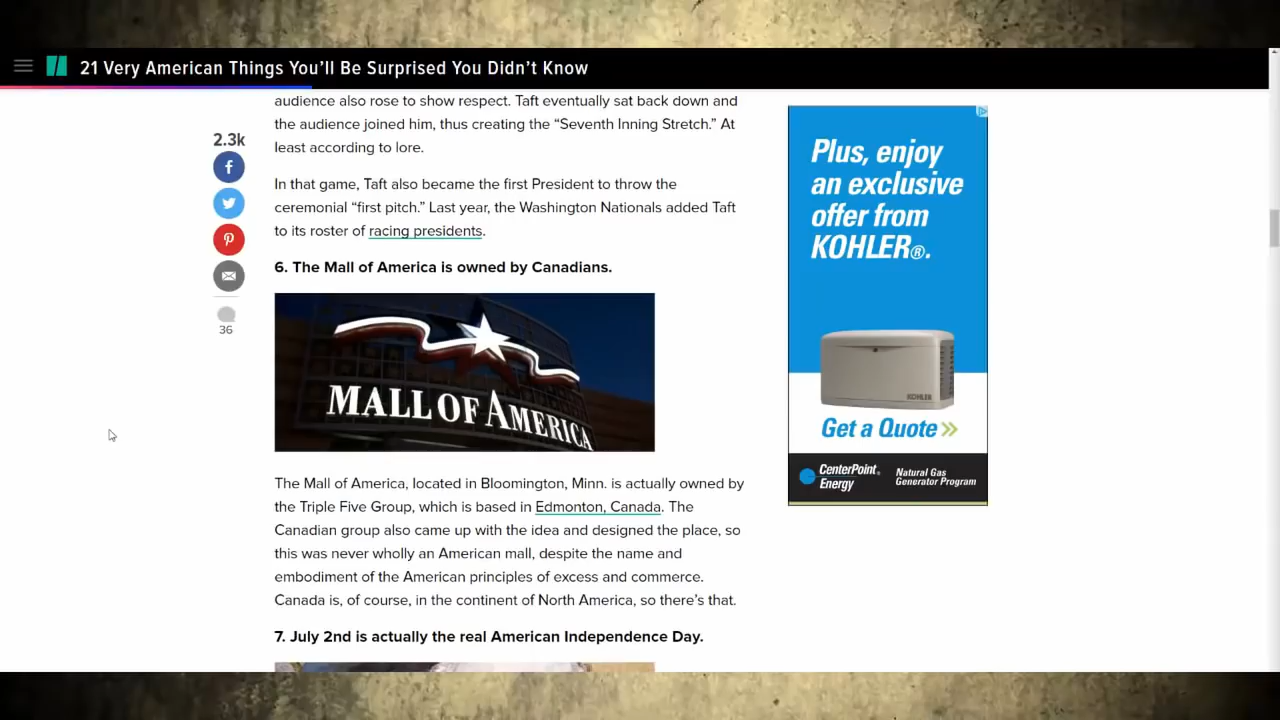 21 Very American Things You’ll Be Surprised You Didn’t Know
audience also rose to show respect. Taft eventually sat back down and
the audience joined him, thus creating the “Seventh Inning Stretch.” At
least according to lore.
In that game, Taft also became the first President to throw the
ceremonial “first pitch.” Last year, the Washington Nationals added Taft
to its roster of racing presidents.
2.3k
36
6. The Mall of America is owned by Canadians.
MALL OF AMERICA
The Mall of America, located in Bloomington, Minn. is actually owned by
the Triple Five Group, which is based in Edmonton, Canada. The
Canadian group also came up with the idea and designed the place, so
this was never wholly an American mall, despite the name and
embodiment of the American principles of excess and commerce.
Canada is, of course, in the continent of North America, so there’s that.
7. July 2nd is actually the real American Independence Day.
Plus, enjoy
an exclusive
offer from
KOHLER®.
KOHLER
Get a Quote »
CenterPoint®
Energy
Natural Gas
Generator Program